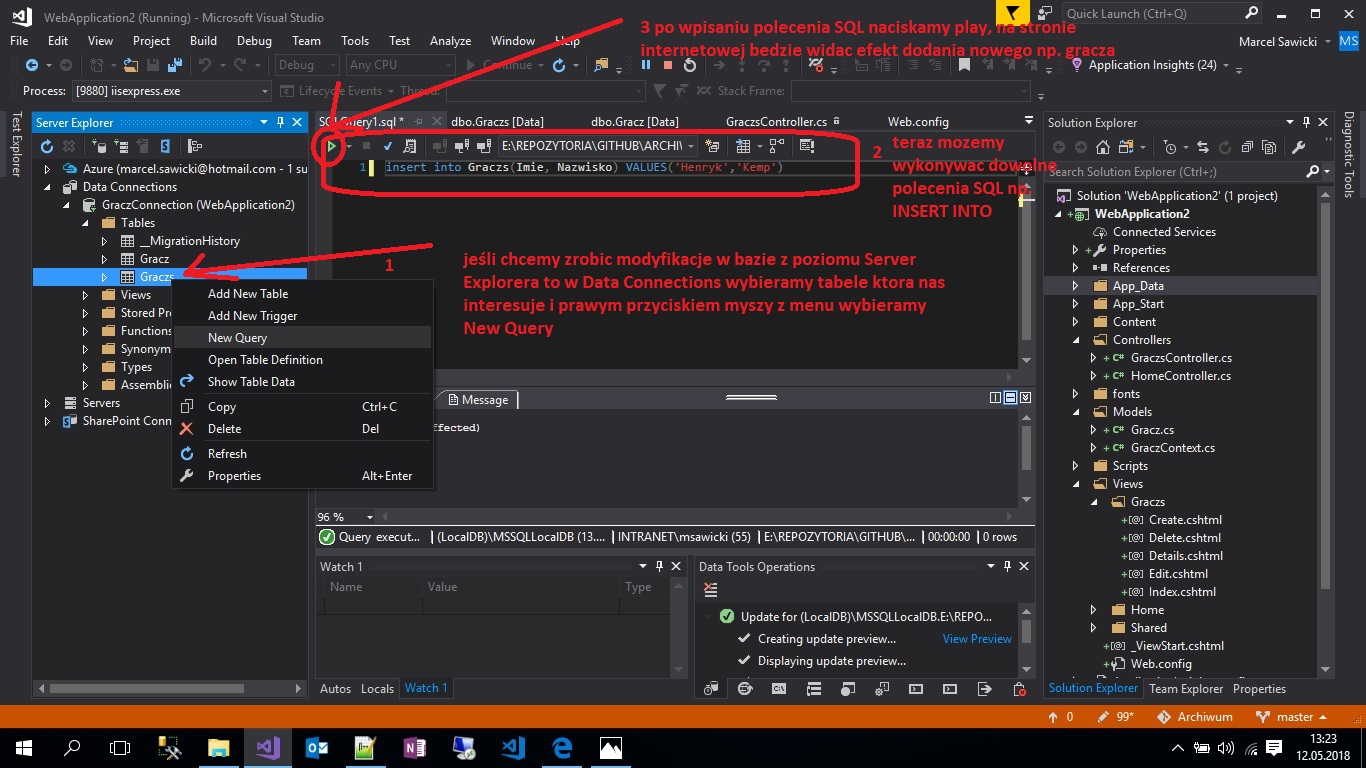 WebApplication2 (Running) - Microsoft Visual Studio
Quick Launch (Ctrl+Q)
File Edit View Project Build Debug Team Tools Test Analyze Window Help
Marcel Sawicki MS
3 po wpisaniu polecenia SQL naciskamy play, na stronie
internetowej bedzie widac efekt dodania nowego np. gracza
Debug Any CPU Continue
Application Insights (24)
Process: [9880] iisexpress.exe Lifecycle Events Thread: Stack Frame:
Test Explorer
Server Explorer
Azure (marcel.sawicki@hotmail.com - 1 su
Data Connections
GraczConnection (WebApplication2)
Tables
__MigrationHistory
Gracz
Graczs
Views
Stored Pr
Functions
Synonym
Types
Assemblie
Servers
SharePoint Conn
Add New Table
Add New Trigger
New Query
Open Table Definition
Show Table Data
Copy Ctrl+C
Delete Del
Refresh
Properties Alt+Enter
SQLQuery1.sql * dbo.Graczs [Data] dbo.Gracz [Data] GraczsController.cs Web.config
E:\REPOZYTORIA\GITHUB\ARCHIV
1 insert into Graczs(Imie, Nazwisko) VALUES('Henryk','Kemp')
2 teraz mozemy
wykonywac dowolne
polecenia SQL np.
INSERT INTO
1
jeśli chcemy zrobic modyfikacje w bazie z poziomu Server
Explorera to w Data Connections wybieramy tabele ktora nas
interesuje i prawym przyciskiem myszy z menu wybieramy
New Query
Message
ffected)
96 %
Query execut... (LocalDB)\MSSQLLocalDB (13.... INTRANET\msawicki (55) E:\REPOZYTORIA\GITHUB\... 00:00:00 0 rows
Watch 1
Name Value Type
Autos Locals Watch 1
Data Tools Operations
Update for (LocalDB)\MSSQLLocalDB.E:\REPO...
Creating update preview... View Preview
Displaying update preview...
Solution Explorer
Search Solution Explorer (Ctrl+;)
Solution 'WebApplication2' (1 project)
WebApplication2
Connected Services
Properties
References
App_Data
App_Start
Content
Controllers
GraczsController.cs
HomeController.cs
fonts
Models
Gracz.cs
GraczContext.cs
Scripts
Views
Graczs
Create.cshtml
Delete.cshtml
Details.cshtml
Edit.cshtml
Index.cshtml
Home
Shared
_ViewStart.cshtml
Web.config
Solution Explorer Team Explorer Properties
Diagnostic Tools
0 99* Archiwum master
13:23
12.05.2018